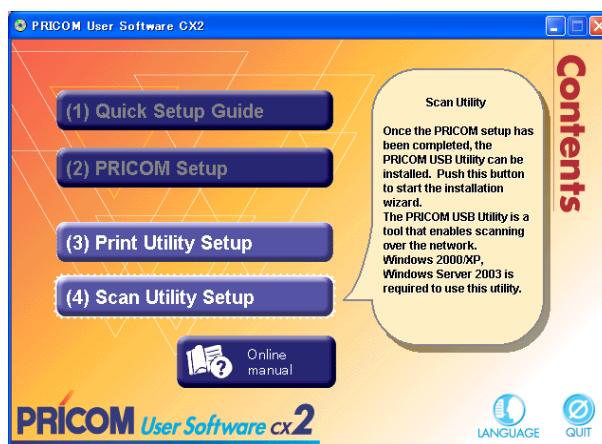 PRICOM User Software CX2
Contents
(1) Quick Setup Guide
(2) PRICOM Setup
(3) Print Utility Setup
(4) Scan Utility Setup
Online
manual
Scan Utility
Once the PRICOM setup has
been completed, the
PRICOM USB Utility can be
installed. Push this button
to start the installation
wizard.
The PRICOM USB Utility is a
tool that enables scanning
over the network.
Windows 2000/XP,
Windows Server 2003 is
required to use this utility.
PRICOM User Software CX2
LANGUAGE
QUIT